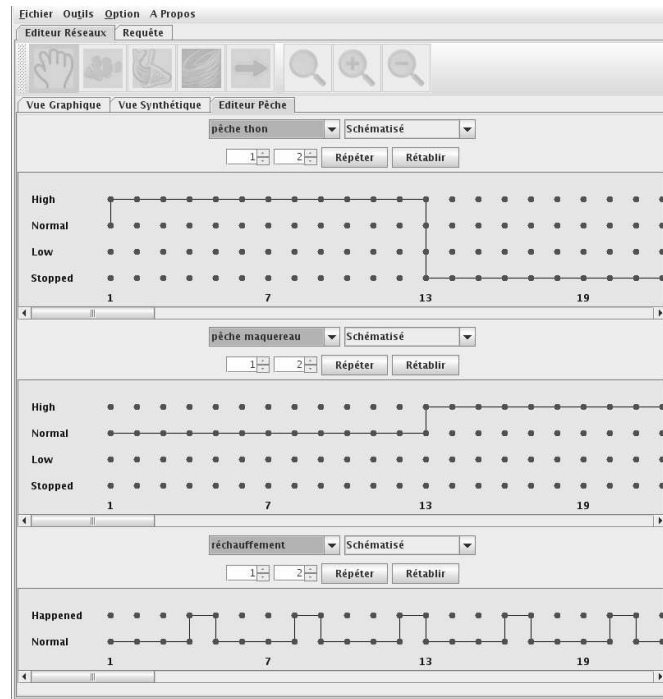 Fichier Outils Option A Propos
Editeur Réseaux Requête
Vue Graphique Vue Synthétique Editeur Pêche
pêche thon Schématisé
1 2 Répéter Rétablir
High
Normal
Low
Stopped
1 7 13 19
pêche maquereau Schématisé
1 2 Répéter Rétablir
High
Normal
Low
Stopped
1 7 13 19
réchauffement Schématisé
1 2 Répéter Rétablir
Happened
Normal
1 7 13 19